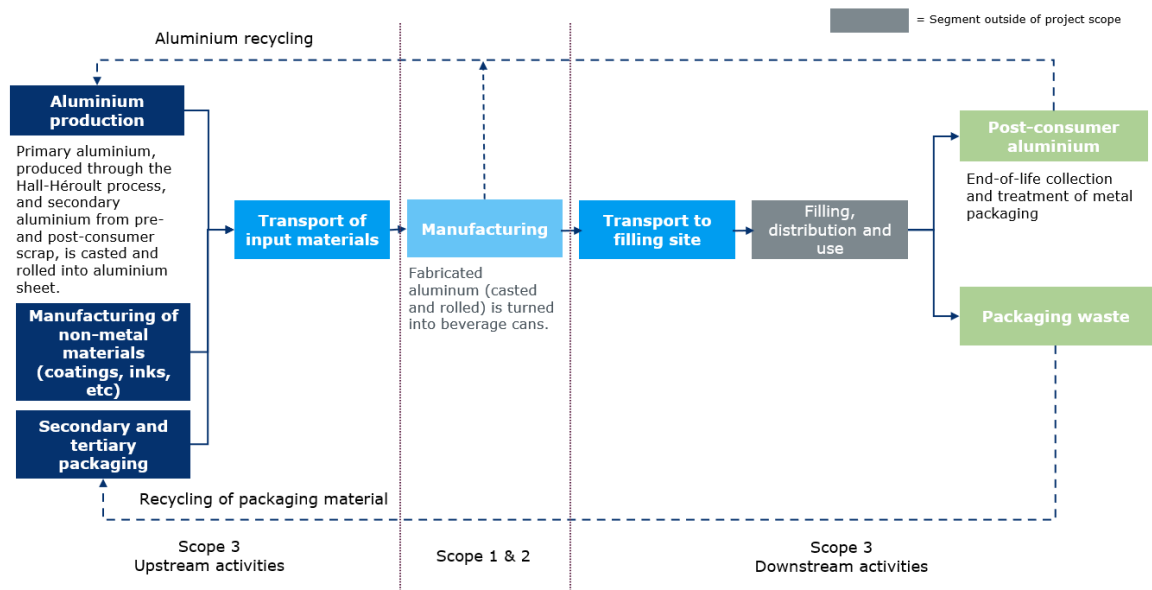 = Segment outside of project scope
Aluminium recycling
Aluminium
production
Primary aluminium,
produced through the
Hall-Héroult process,
and secondary
aluminium from pre-
and post-consumer
scrap, is casted and
rolled into aluminium
sheet.
Manufacturing of
non-metal
materials
(coatings, inks,
etc)
Secondary and
tertiary
packaging
Transport of
input materials
Manufacturing
Fabricated
aluminum (casted
and rolled) is turned
into beverage cans.
Transport to
filling site
Filling,
distribution and
use
Post-consumer
aluminium
End-of-life collection
and treatment of metal
packaging
Packaging waste
Recycling of packaging material
Scope 3
Upstream activities
Scope 1 & 2
Scope 3
Downstream activities